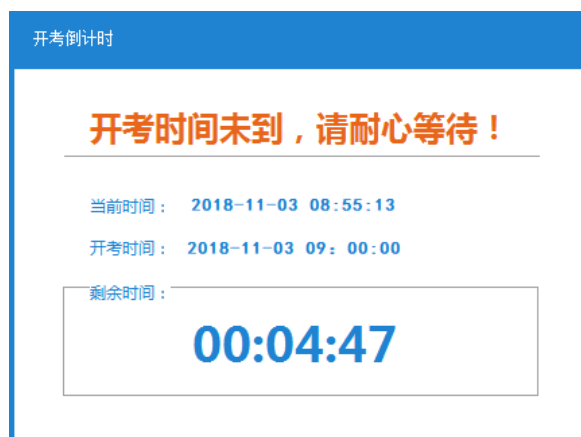 开考倒计时
开考时间未到，请耐心等待！
当前时间： 2018-11-03 08:55:13
开考时间： 2018-11-03 09：00:00
剩余时间：
00:04:47